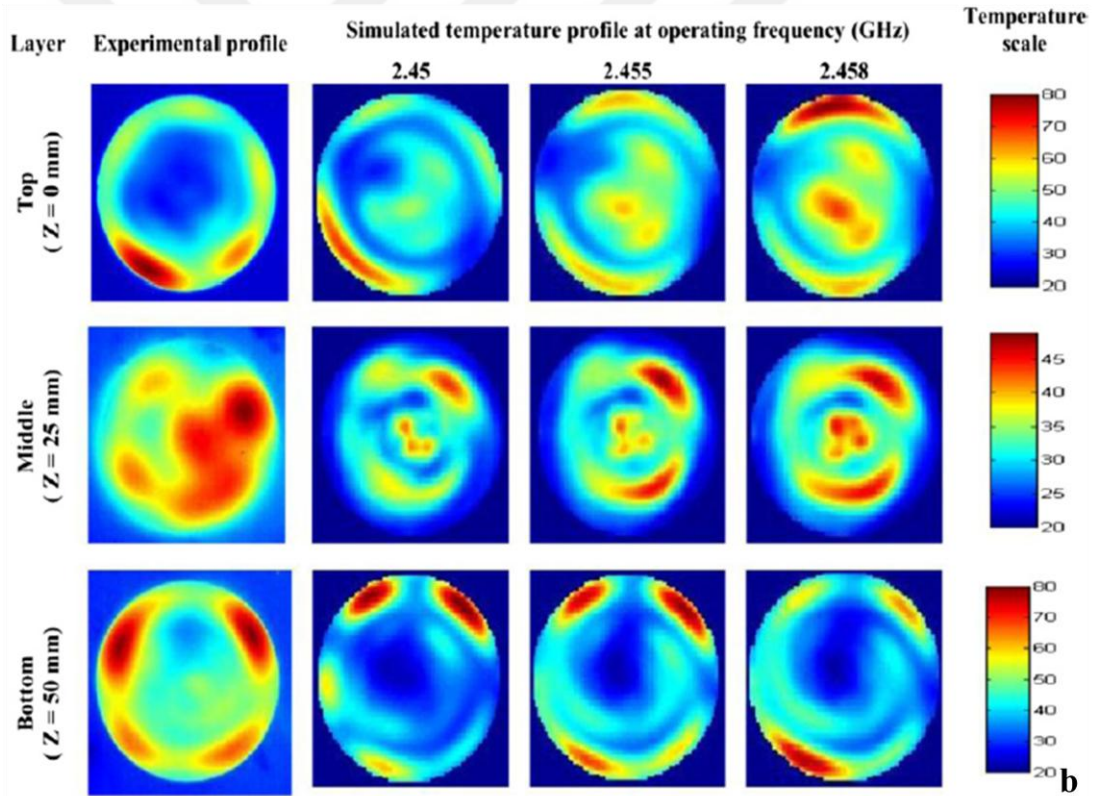 Layer Experimental profile Simulated temperature profile at operating frequency (GHz) Temperature scale
2.45 2.455 2.458
Top
( Z = 0 mm)
80
70
60
50
40
30
20
Middle
( Z = 25 mm)
45
40
35
30
25
20
Bottom
( Z = 50 mm)
80
70
60
50
40
30
20
b